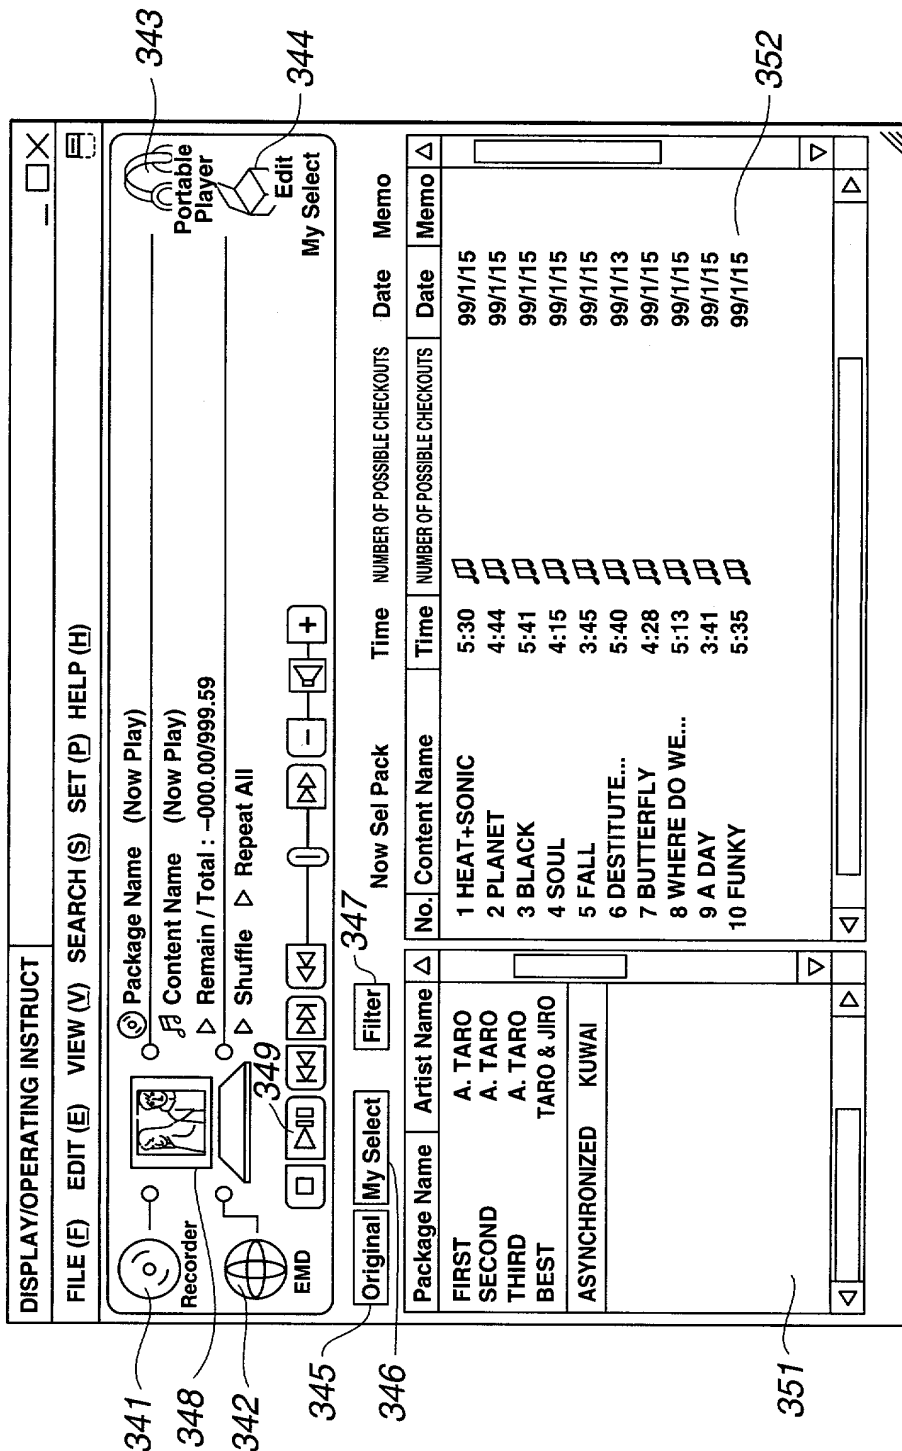 DISPLAY/OPERATING INSTRUCT
FILE (F) EDIT (E) VIEW (V) SEARCH (S) SET (P) HELP (H)
341
Recorder
348
342
EMD
Package Name (Now Play)
Content Name (Now Play)
Remain / Total : –000.00/999.59
Shuffle Repeat All
349
343
Portable Player
344
Edit
My Select
345
Original
346
My Select
347
Filter
Now Sel Pack Time NUMBER OF POSSIBLE CHECKOUTS Date Memo
Package Name Artist Name
FIRST A. TARO
SECOND A. TARO
THIRD A. TARO
BEST TARO & JIRO
ASYNCHRONIZED KUWAI
351
No. Content Name Time NUMBER OF POSSIBLE CHECKOUTS Date Memo
1 HEAT+SONIC 5:30 99/1/15
2 PLANET 4:44 99/1/15
3 BLACK 5:41 99/1/15
4 SOUL 4:15 99/1/15
5 FALL 3:45 99/1/15
6 DESTITUTE... 5:40 99/1/13
7 BUTTERFLY 4:28 99/1/15
8 WHERE DO WE... 5:13 99/1/15
9 A DAY 3:41 99/1/15
10 FUNKY 5:35 99/1/15
352